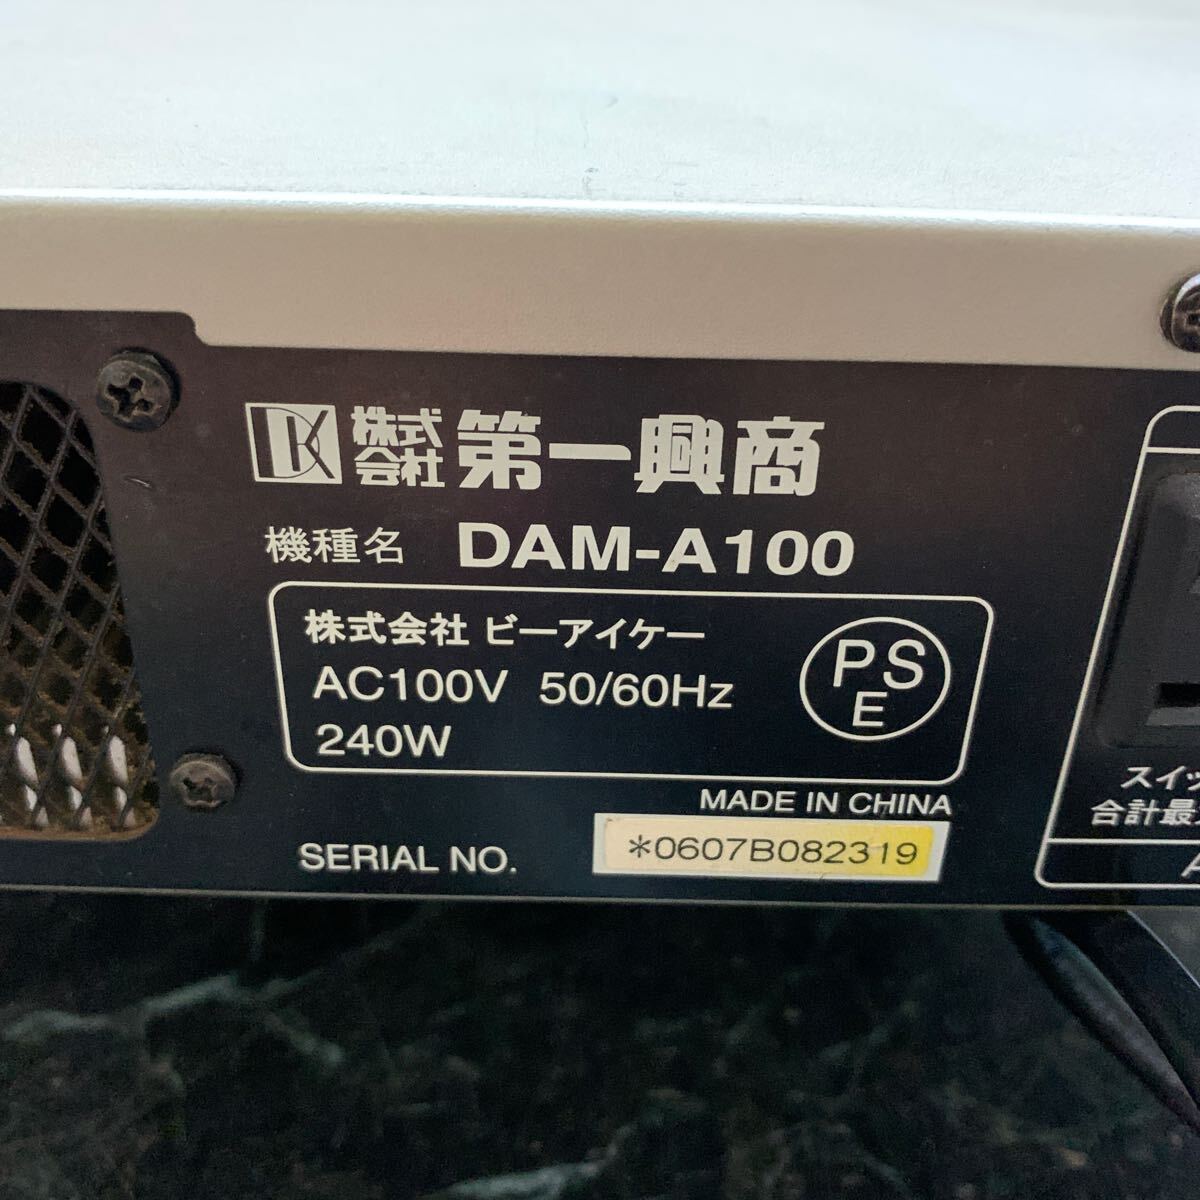 DK 株式会社 第一興商
機種名 DAM-A100
株式会社 ビーアイケー
AC100V 50/60Hz
240W
PSE
MADE IN CHINA
SERIAL NO. *0607B082319
スイッ
合計最
A